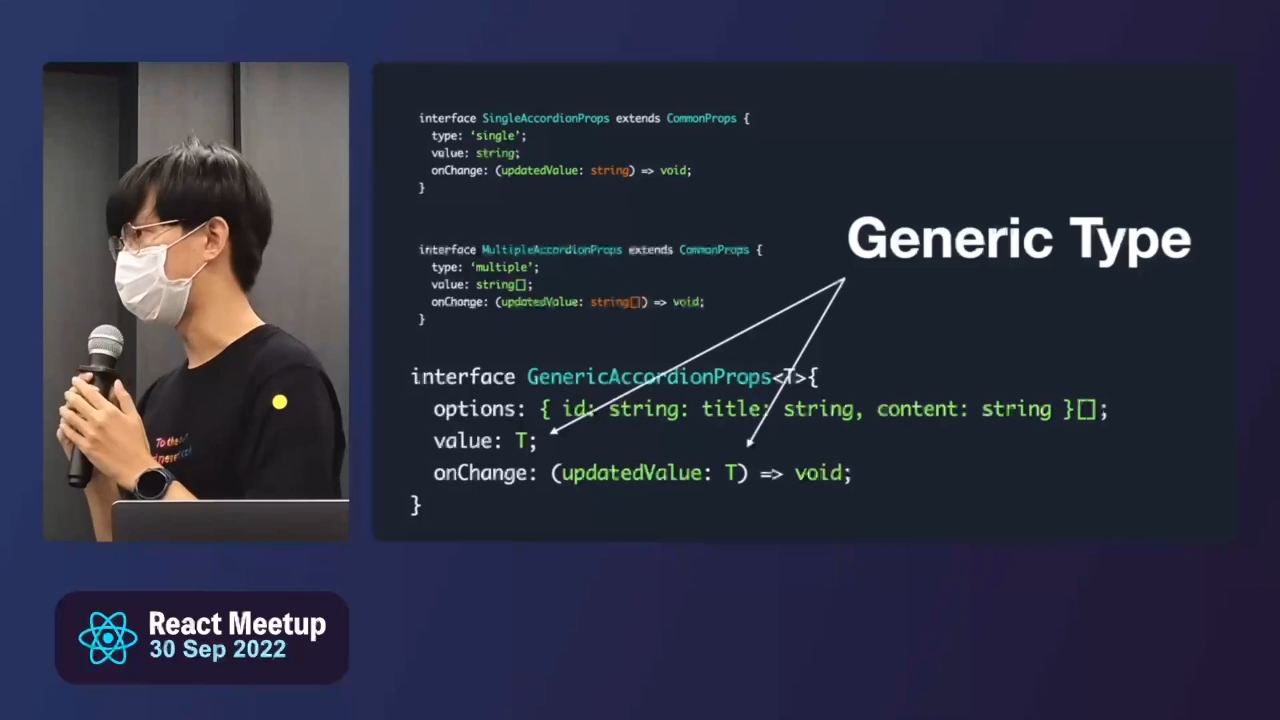 interface SingleAccordionProps extends CommonProps {
type: ‘single’;
value: string;
onChange: (updatedValue: string) => void;
}
interface MultipleAccordionProps extends CommonProps {
type: ‘multiple’;
value: string[];
onChange: (updatedValue: string[]) => void;
}
Generic Type
interface GenericAccordionProps<T>{
options: { id: string: title: string, content: string }[];
value: T;
onChange: (updatedValue: T) => void;
}
To the
React Meetup
30 Sep 2022